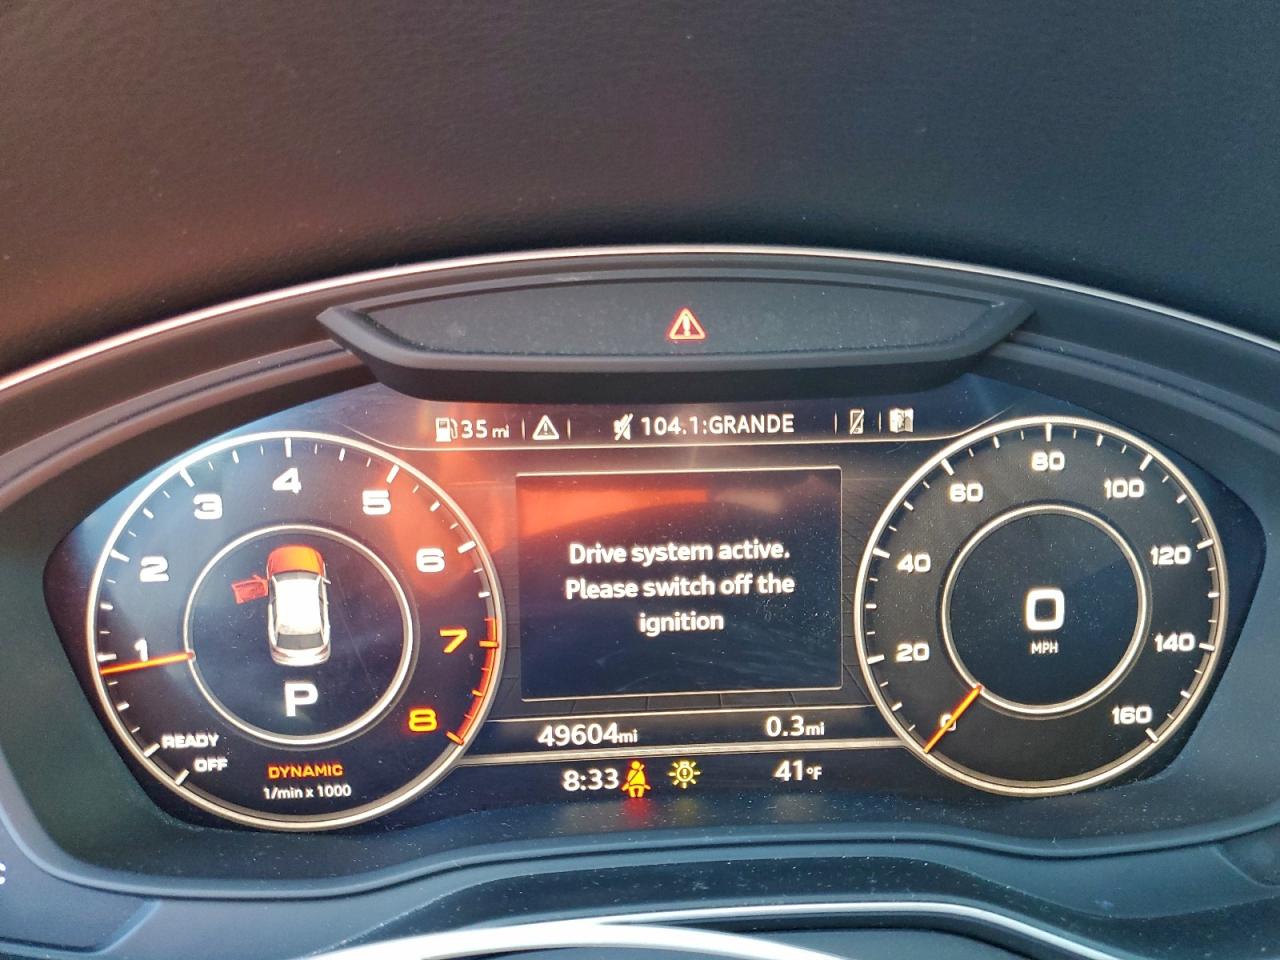 35 mi
104.1:GRANDE
1
2
3
4
5
6
7
8
P
READY
OFF
DYNAMIC
1/min x 1000
Drive system active.
Please switch off the
ignition
49604mi
0.3mi
8:33
41°F
0
20
40
60
80
100
120
140
160
0
MPH